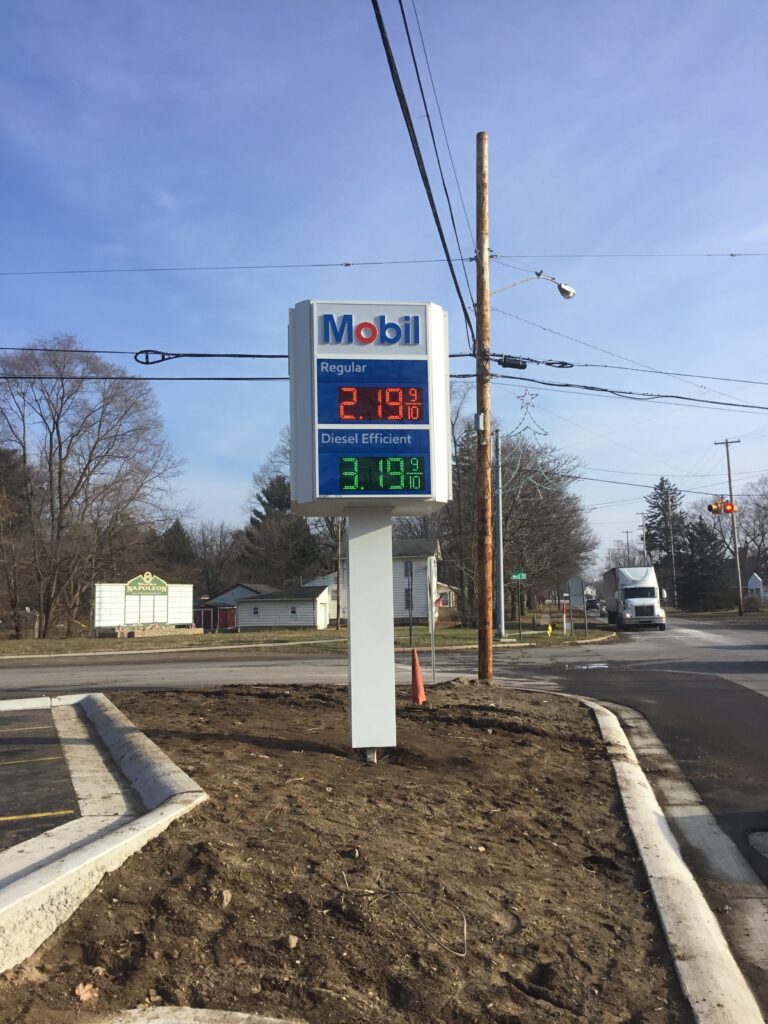 Mobil
Regular
2.19 9/10
Diesel Efficient
3.19 9/10
NAPOLEON